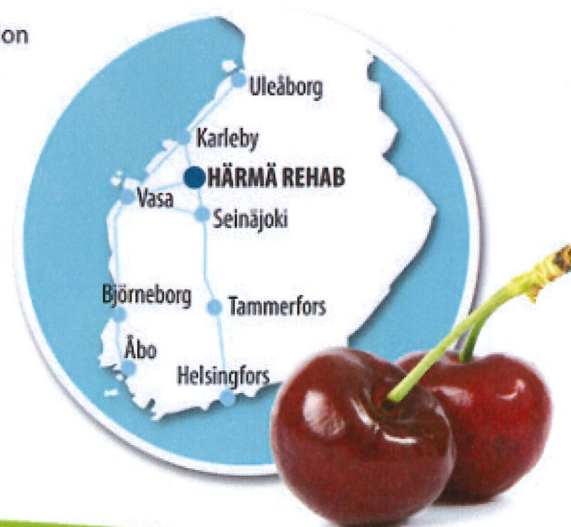 on
Uleåborg
Karleby
HÄRMÄ REHAB
Vasa
Seinäjoki
Björneborg
Tammerfors
Åbo
Helsingfors